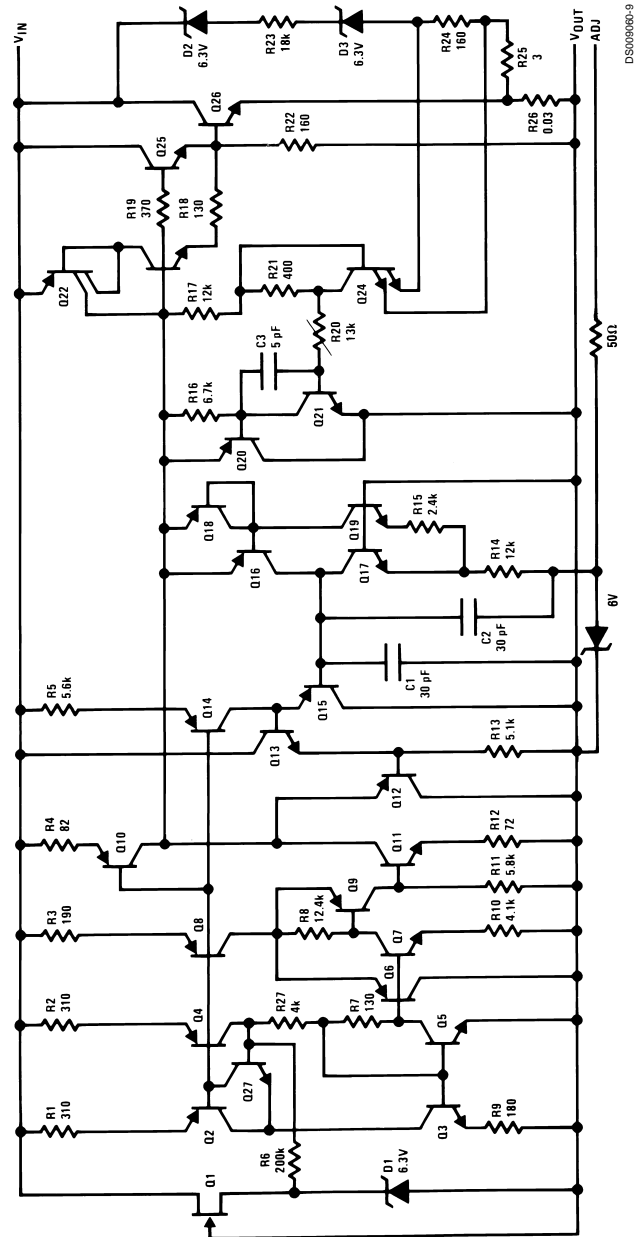 VIN
D2
6.3V
R23
18k
D3
6.3V
R24
160
R25
3
VOUT
ADJ
DS009060-9
Q26
R22
160
R26
0.03
Q25
R19
370
R18
130
Q22
R17
12k
R21
400
Q24
R20
13k
C3
5 pF
R16
6.7k
Q21
Q20
50Ω
Q18
Q16
Q19
Q17
R15
2.4k
R14
12k
C2
30 pF
C1
30 pF
6V
R5
5.6k
Q14
Q15
Q13
R13
5.1k
Q12
R4
82
Q10
Q11
R12
72
R11
5.8k
R10
4.1k
Q9
R8
12.4k
Q7
Q6
R3
190
Q8
R2
310
Q4
R27
4k
R7
130
Q5
R1
310
Q2
Q27
Q3
R9
180
R6
200k
Q1
D1
6.3V